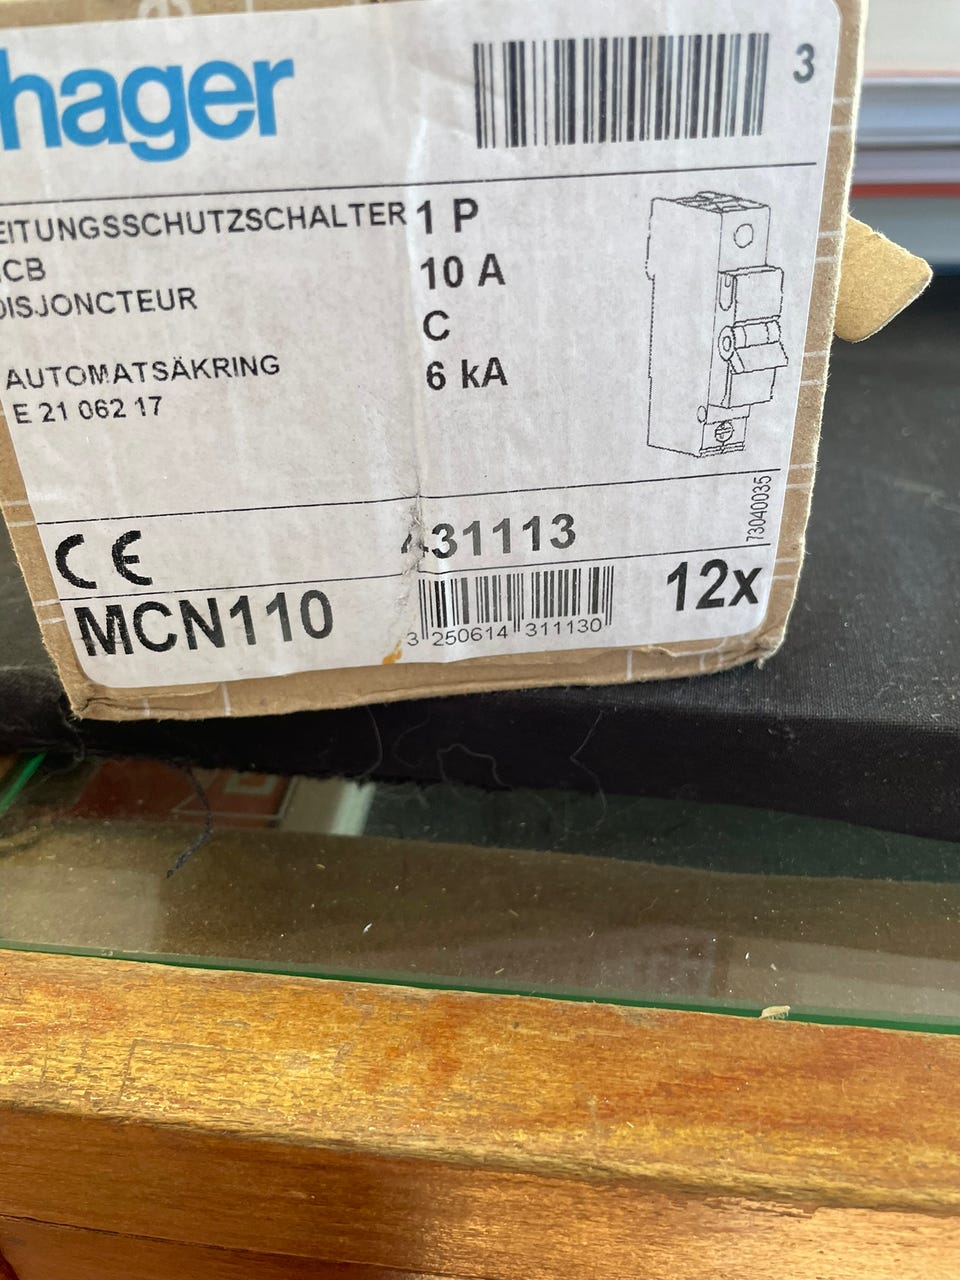 hager
3
EITUNGSSCHUTZSCHALTER 1 P
CB 10 A
DISJONCTEUR C
AUTOMATSÄKRING 6 kA
E 21 062 17
73040035
CE 431113
MCN110 3 250614 311130 12x